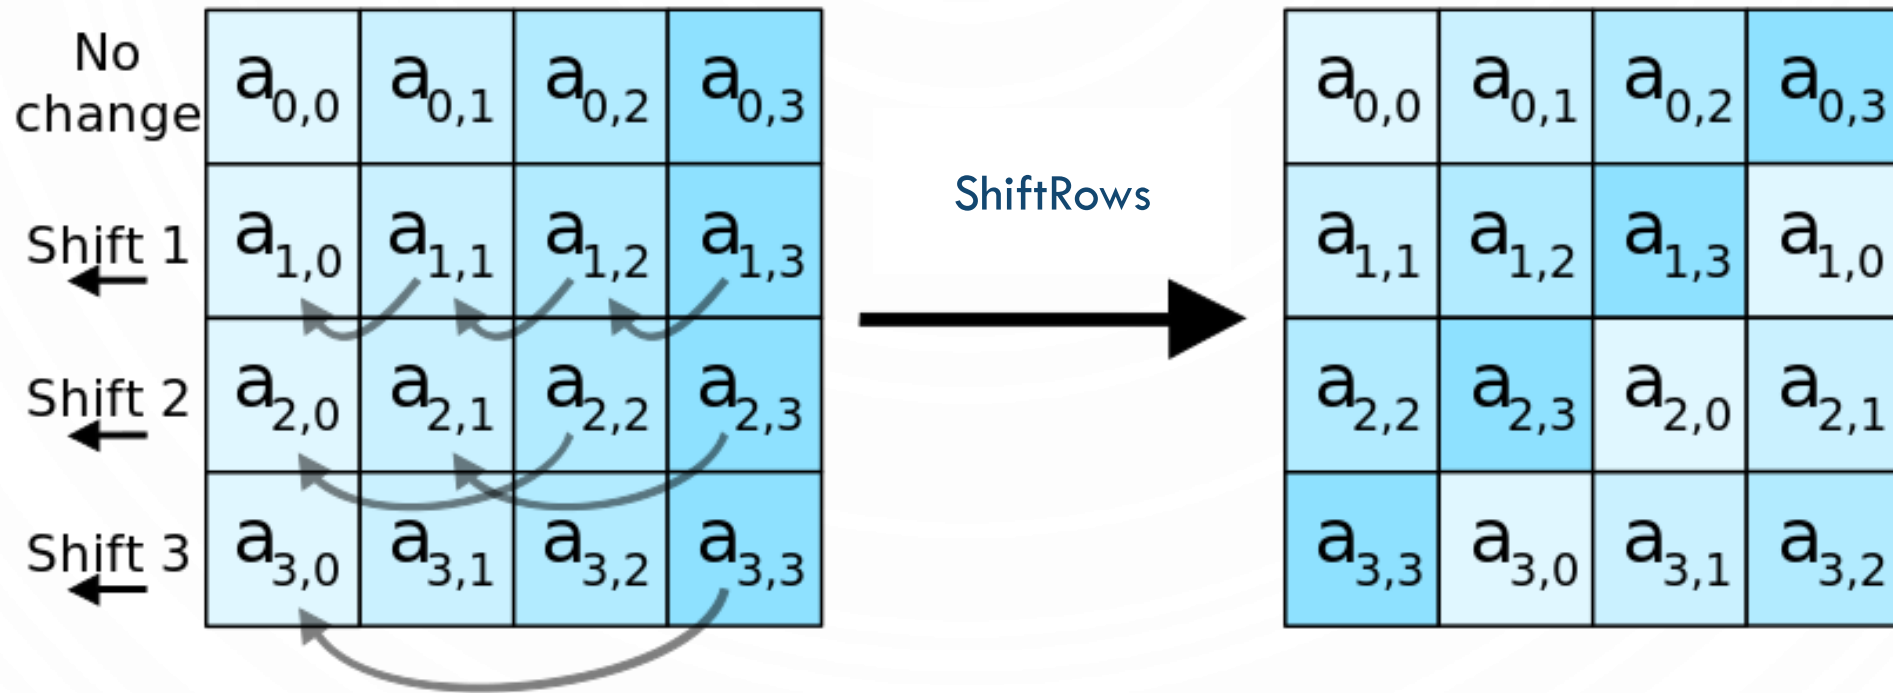 No
change
a0,0 a0,1 a0,2 a0,3
a0,0 a0,1 a0,2 a0,3
ShiftRows
Shift 1
a1,0 a1,1 a1,2 a1,3
a1,1 a1,2 a1,3 a1,0
Shift 2
a2,0 a2,1 a2,2 a2,3
a2,2 a2,3 a2,0 a2,1
Shift 3
a3,0 a3,1 a3,2 a3,3
a3,3 a3,0 a3,1 a3,2